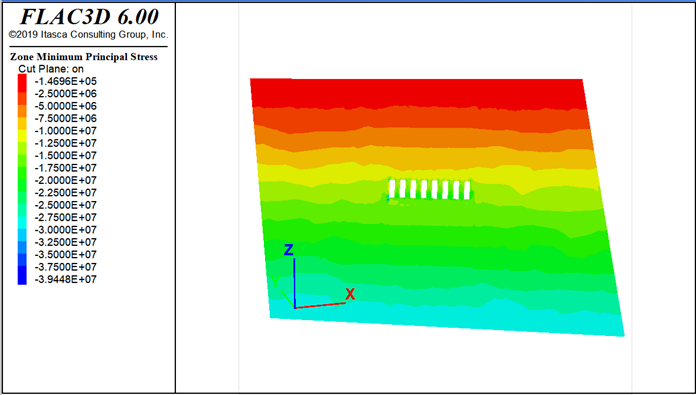 FLAC3D 6.00
©2019 Itasca Consulting Group, Inc.
Zone Minimum Principal Stress
Cut Plane: on
-1.4696E+05
-2.5000E+06
-5.0000E+06
-7.5000E+06
-1.0000E+07
-1.2500E+07
-1.5000E+07
-1.7500E+07
-2.0000E+07
-2.2500E+07
-2.5000E+07
-2.7500E+07
-3.0000E+07
-3.2500E+07
-3.5000E+07
-3.7500E+07
-3.9448E+07
Z
X